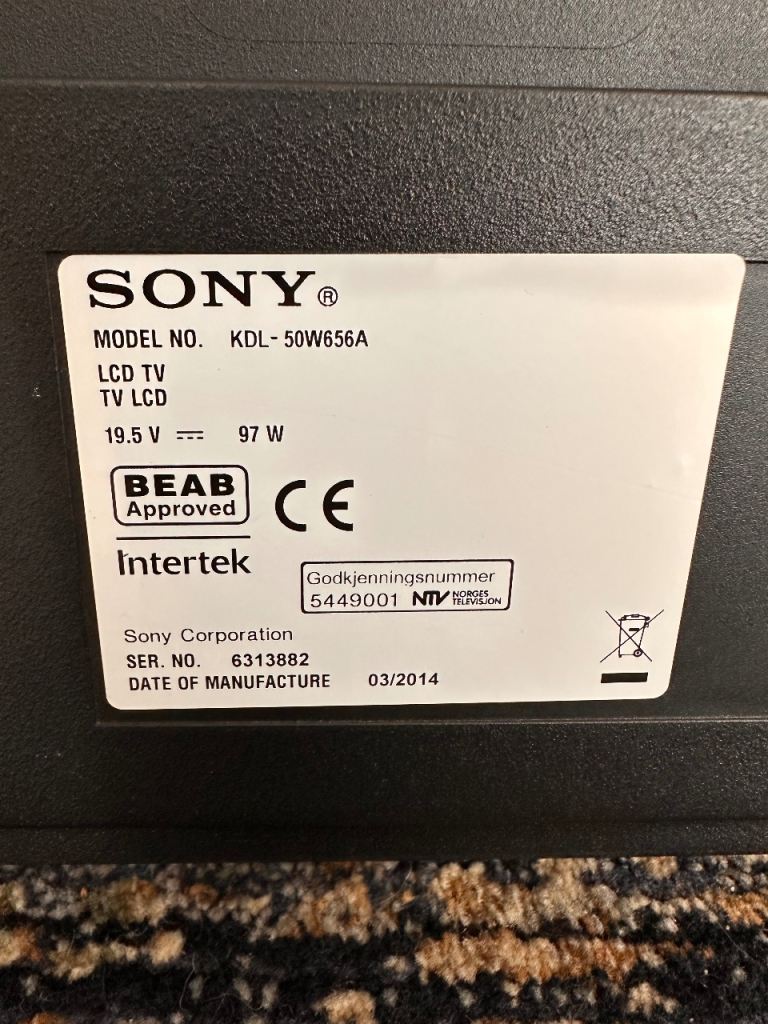 SONY®
MODEL NO. KDL-50W656A
LCD TV
TV LCD
19.5 V ⎓ 97 W
BEAB
Approved
CE
Intertek
Godkjenningsnummer
5449001 NTV NORGES
TELEVISJON
Sony Corporation
SER. NO. 6313882
DATE OF MANUFACTURE 03/2014